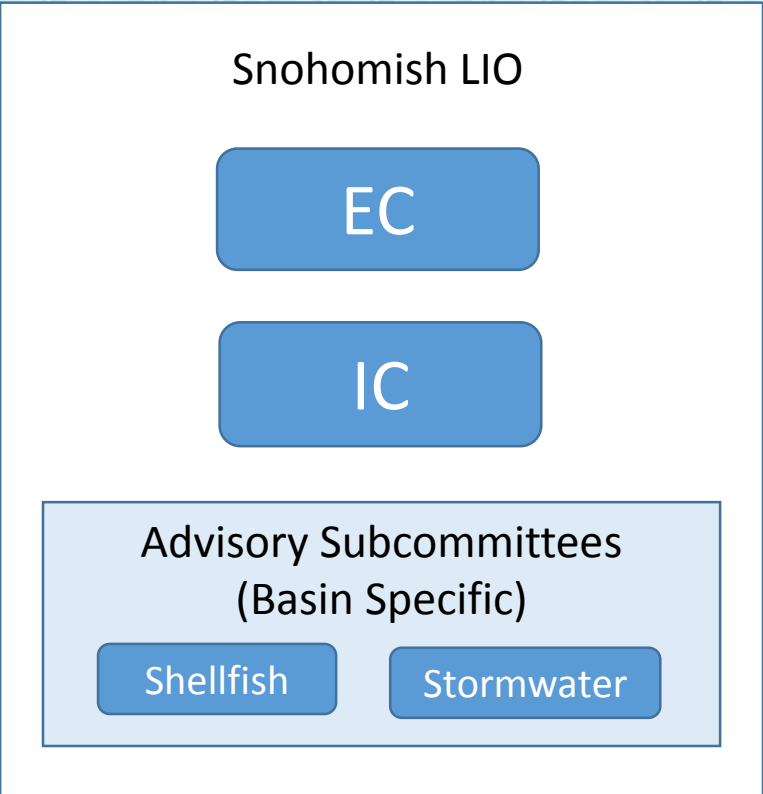 Snohomish LIO
EC
IC
Advisory Subcommittees
(Basin Specific)
Shellfish
Stormwater